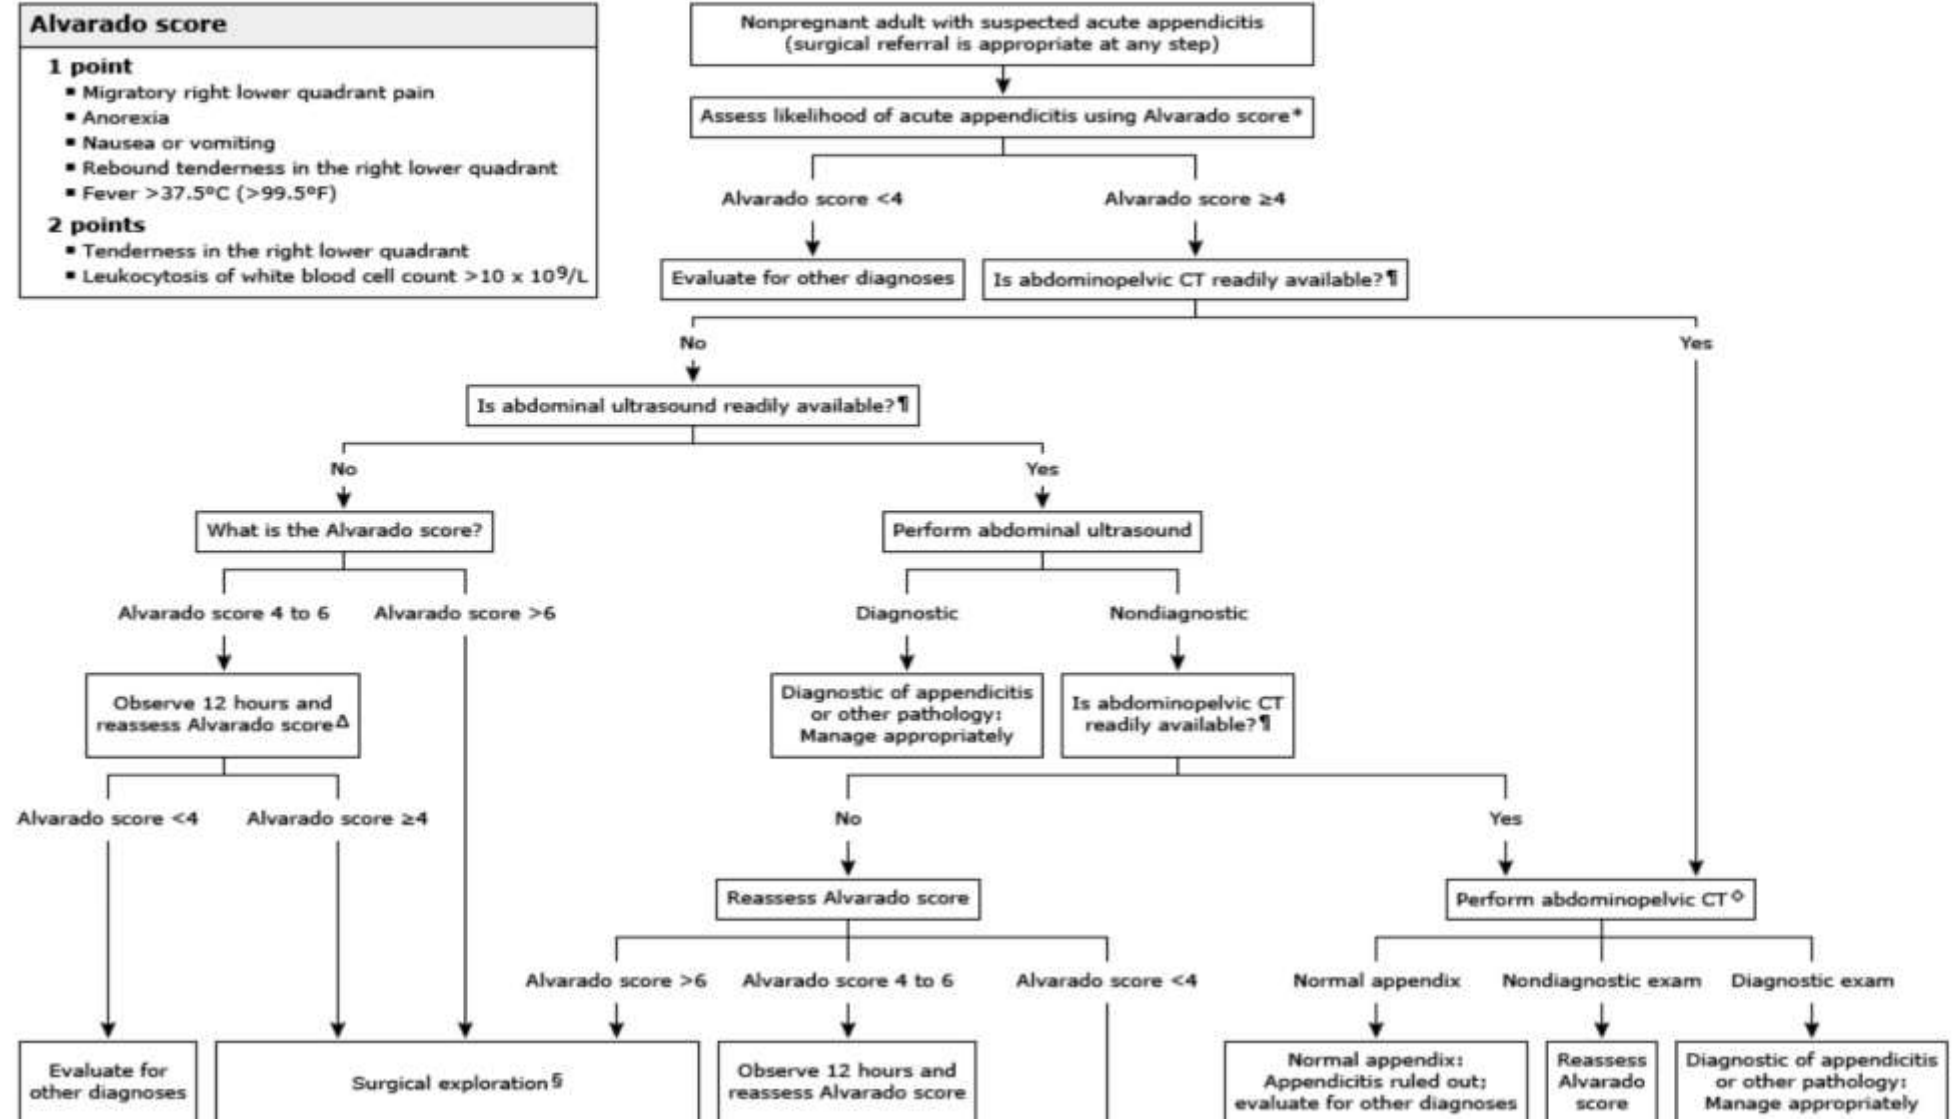 Alvarado score
1 point
▪ Migratory right lower quadrant pain
▪ Anorexia
▪ Nausea or vomiting
▪ Rebound tenderness in the right lower quadrant
▪ Fever >37.5ºC (>99.5ºF)
2 points
▪ Tenderness in the right lower quadrant
▪ Leukocytosis of white blood cell count >10 x 10⁹/L
Nonpregnant adult with suspected acute appendicitis
(surgical referral is appropriate at any step)
Assess likelihood of acute appendicitis using Alvarado score*
Alvarado score <4
Alvarado score ≥4
Evaluate for other diagnoses
Is abdominopelvic CT readily available?¶
No
Yes
Is abdominal ultrasound readily available?¶
No
Yes
What is the Alvarado score?
Perform abdominal ultrasound
Alvarado score 4 to 6
Alvarado score >6
Diagnostic
Nondiagnostic
Observe 12 hours and
reassess Alvarado scoreΔ
Diagnostic of appendicitis
or other pathology:
Manage appropriately
Is abdominopelvic CT
readily available?¶
Alvarado score <4
Alvarado score ≥4
No
Yes
Reassess Alvarado score
Perform abdominopelvic CT◊
Alvarado score >6
Alvarado score 4 to 6
Alvarado score <4
Normal appendix
Nondiagnostic exam
Diagnostic exam
Evaluate for
other diagnoses
Surgical exploration§
Observe 12 hours and
reassess Alvarado score
Normal appendix:
Appendicitis ruled out;
evaluate for other diagnoses
Reassess
Alvarado
score
Diagnostic of appendicitis
or other pathology:
Manage appropriately